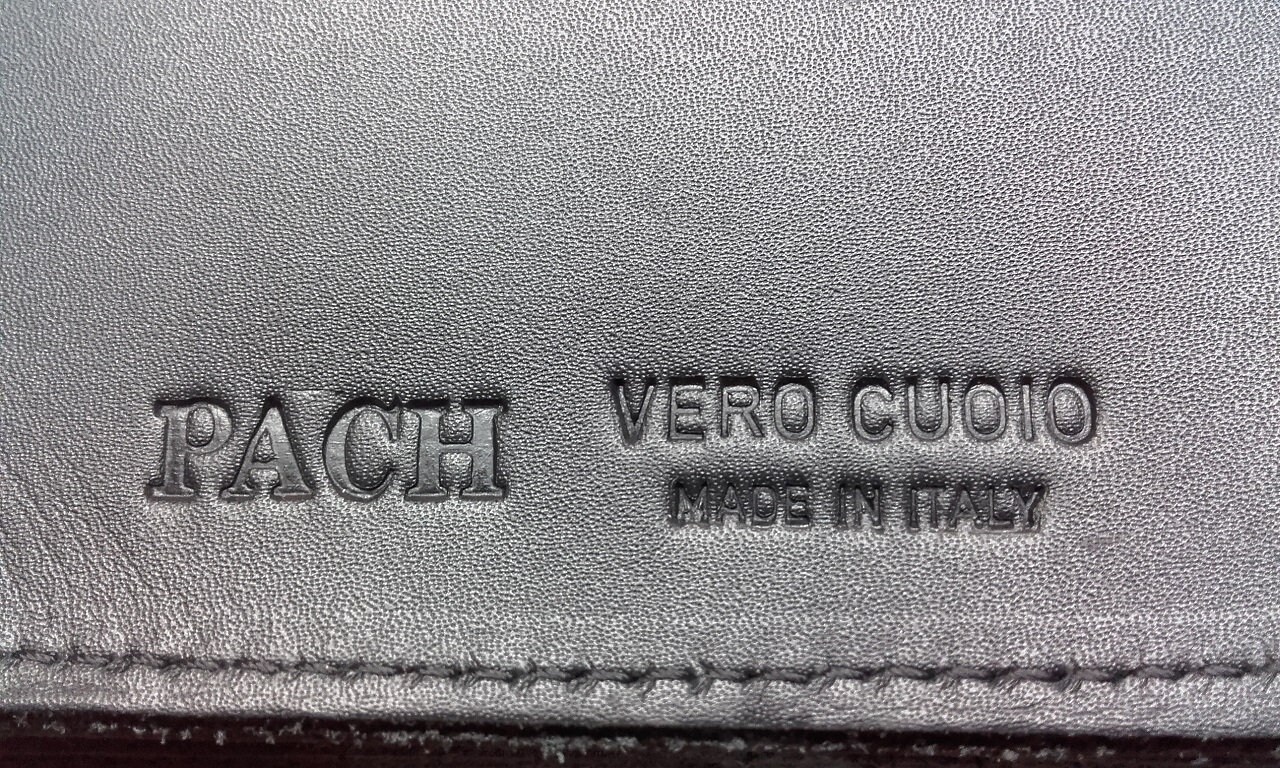 PACH
VERO CUOIO
MADE IN ITALY